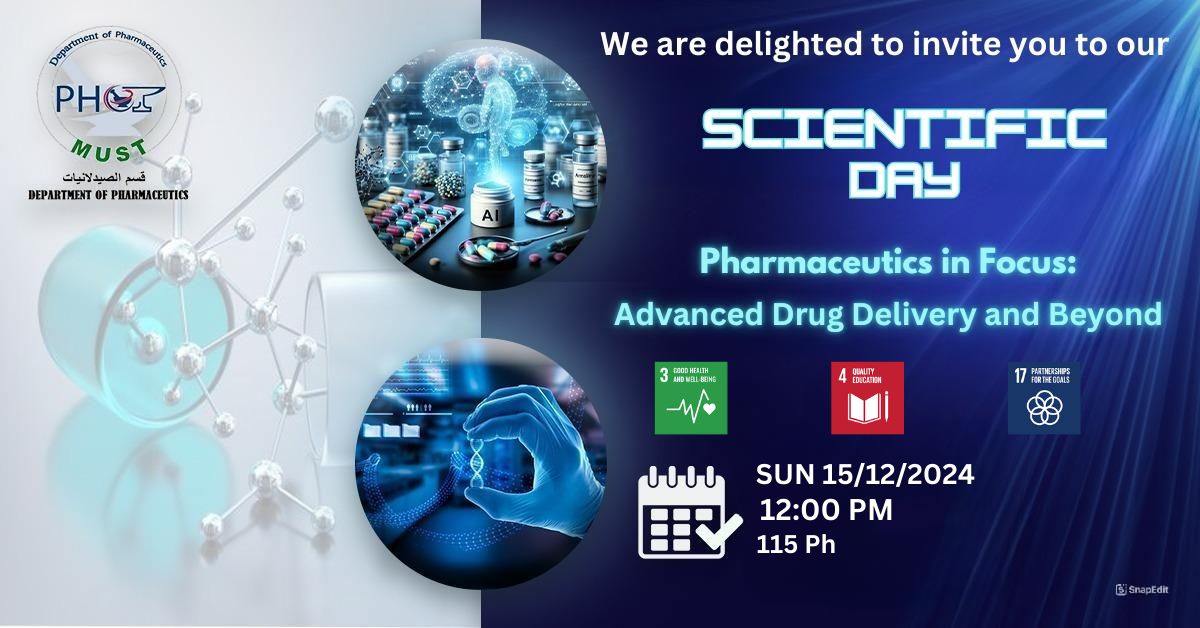 Department of Pharmaceutics
PHCT
MUST
قسم الصيدلانيات
DEPARTMENT OF PHARMACEUTICS
AI
We are delighted to invite you to our
SCIENTIFIC
DAY
Pharmaceutics in Focus:
Advanced Drug Delivery and Beyond
3 GOOD HEALTH
AND WELL-BEING
4 QUALITY
EDUCATION
17 PARTNERSHIPS
FOR THE GOALS
SUN 15/12/2024
12:00 PM
115 Ph
SnapEdit